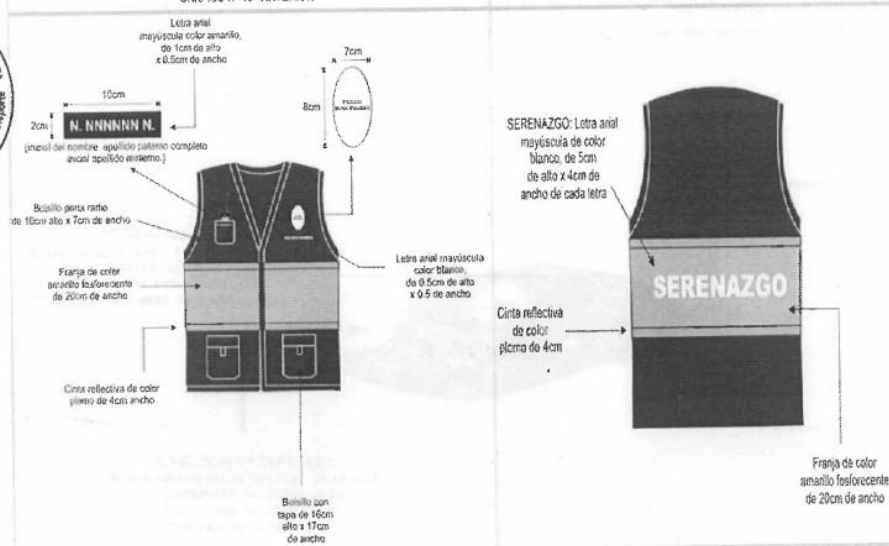 Letra arial
mayúscula color amarillo,
de 1cm de alto
x 0.5cm de ancho
10cm
2cm
N. NNNNNN N.
(inicial del nombre apellido paterno completo
inicial apellido materno.)
7cm
8cm
Bolsillo porta radio
de 16cm alto x 7cm de ancho
Franja de color
amarillo fosforecente
de 20cm de ancho
Cinta reflectiva de color
plomo de 4cm ancho
Letra arial mayúscula
color blanco,
de 0.5cm de alto
x 0.5 de ancho
Bolsillo con
tapa de 16cm
alto x 17cm
de ancho
SERENAZGO: Letra arial
mayúscula de color
blanco, de 5cm
de alto x 4cm de
ancho de cada letra
SERENAZGO
Cinta reflectiva
de color
plomo de 4cm
Franja de color
amarillo fosforecente
de 20cm de ancho